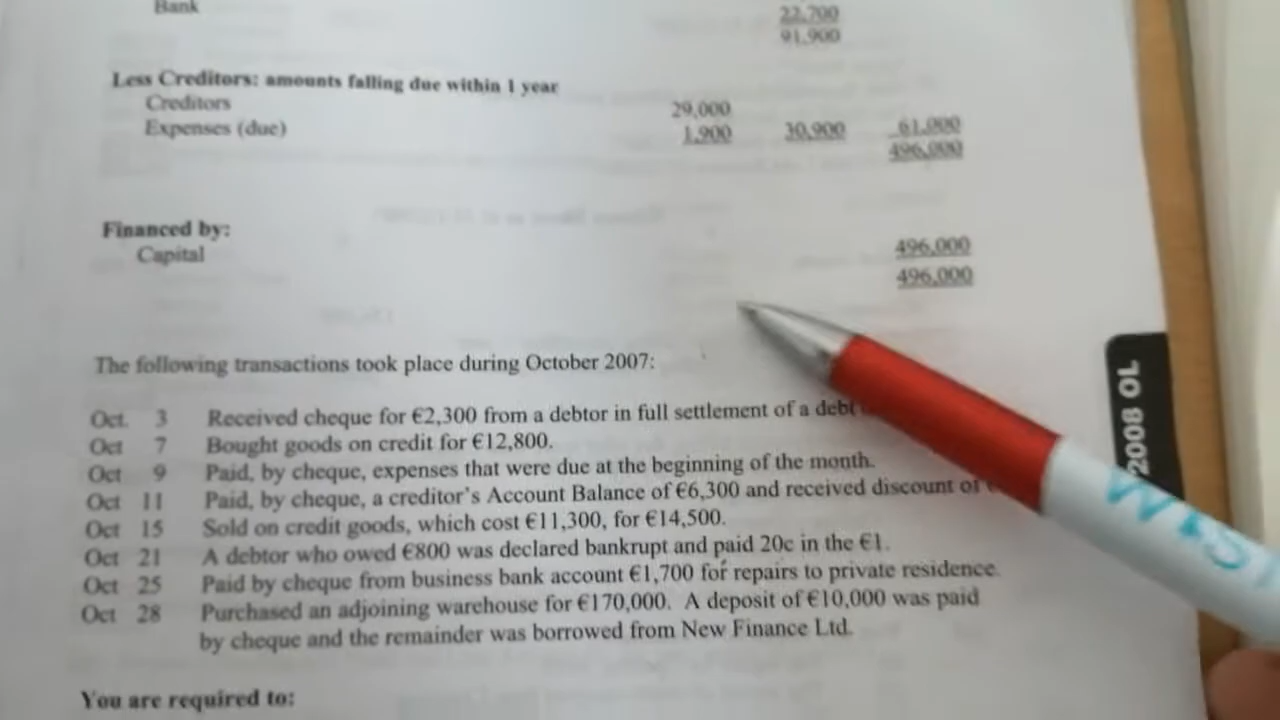 Bank
22,700
91,900
Less Creditors: amounts falling due within 1 year
Creditors 29,000
Expenses (due) 1,900 30,900 61,000
496,000
Financed by:
Capital 496,000
496,000
The following transactions took place during October 2007:
Oct. 3 Received cheque for €2,300 from a debtor in full settlement of a debt
Oct 7 Bought goods on credit for €12,800.
Oct 9 Paid, by cheque, expenses that were due at the beginning of the month.
Oct 11 Paid, by cheque, a creditor's Account Balance of €6,300 and received discount of
Oct 15 Sold on credit goods, which cost €11,300, for €14,500.
Oct 21 A debtor who owed €800 was declared bankrupt and paid 20c in the €1.
Oct 25 Paid by cheque from business bank account €1,700 for repairs to private residence.
Oct 28 Purchased an adjoining warehouse for €170,000. A deposit of €10,000 was paid
by cheque and the remainder was borrowed from New Finance Ltd.
You are required to:
2008 OL